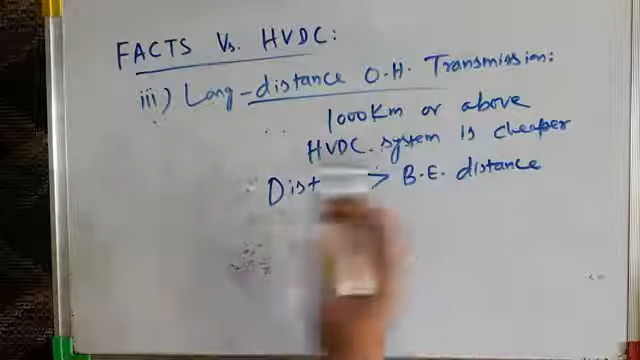 FACTS Vs. HVDC:
iii) Long-distance O.H. Transmission:
1000Km or above
HVDC system is cheaper
Dist > B.E. distance